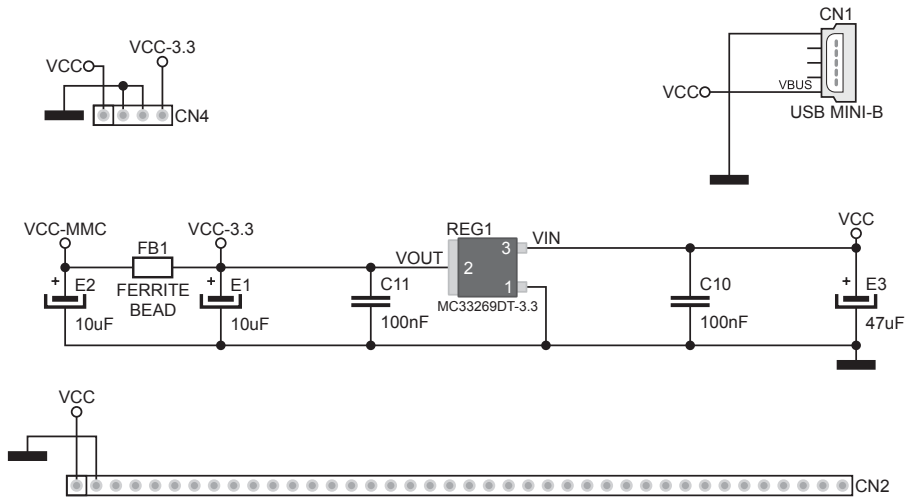 CN1
VCC-3.3
VCC
CN4
VBUS
VCC
USB MINI-B
VCC-MMC
FB1
VCC-3.3
REG1
VCC
VOUT
3
VIN
2
1
+
E2
FERRITE
BEAD
+
E1
C11
MC33269DT-3.3
C10
+
E3
10uF
10uF
100nF
100nF
47uF
VCC
CN2